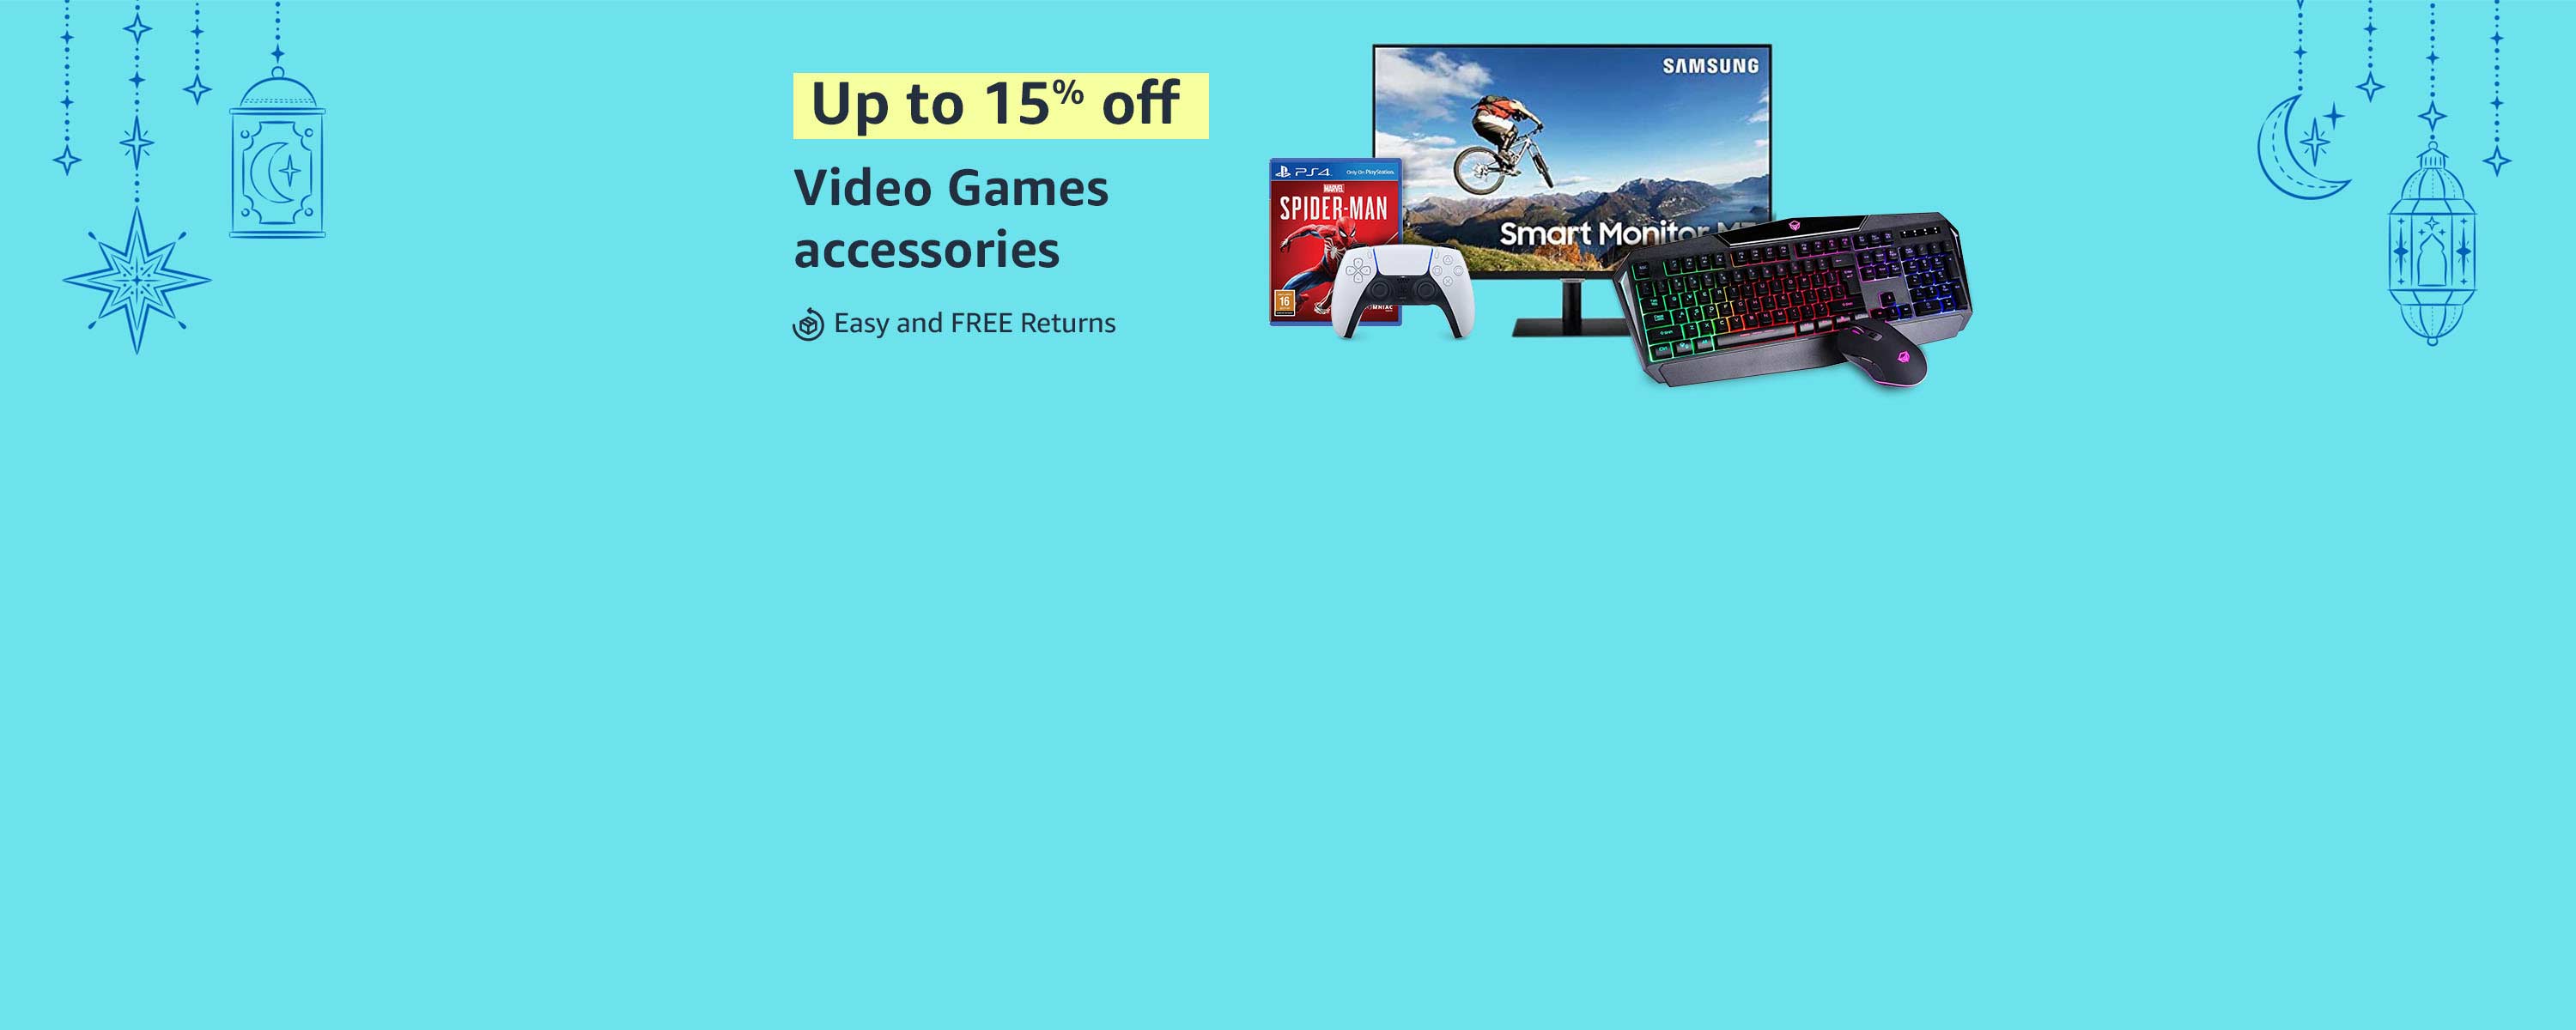 Up to 15% off
Video Games
accessories
Easy and FREE Returns
SAMSUNG
Smart Monitor
PS4 Only On PlayStation
MARVEL
SPIDER-MAN
16